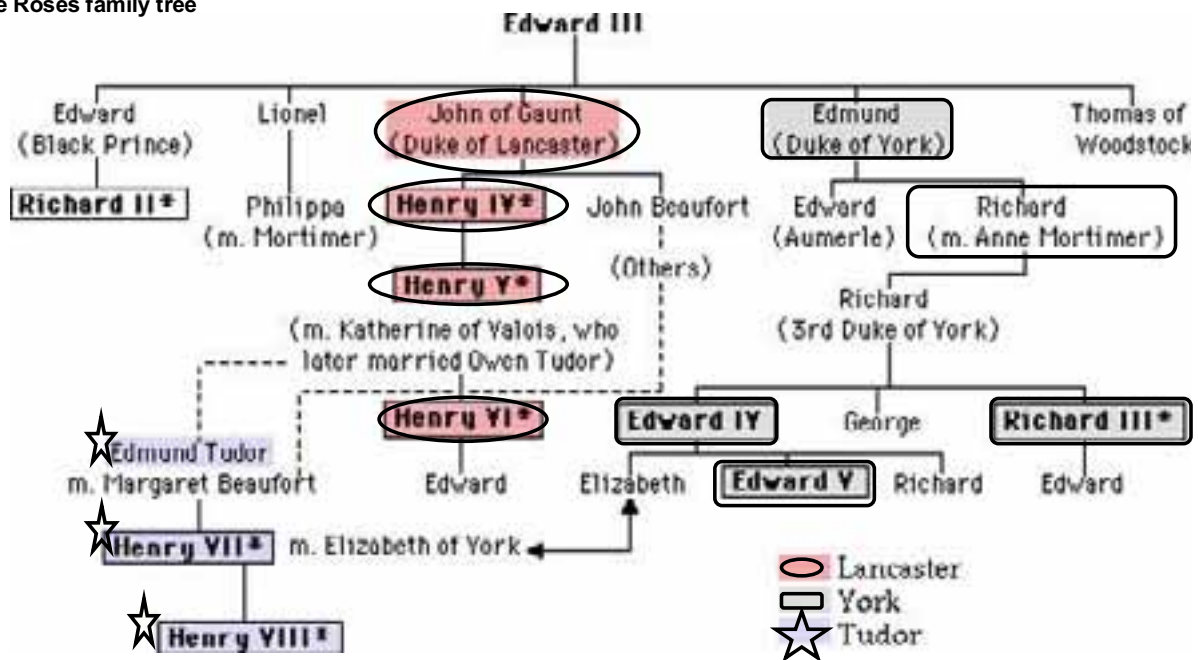 e Roses family tree
Edward III
Edward
(Black Prince)
Lionel
John of Gaunt
(Duke of Lancaster)
Edmund
(Duke of York)
Thomas of
Woodstock
Richard II*
Philippa
(m. Mortimer)
Henry IV*
John Beaufort
Edward
(Aumerle)
Richard
(m. Anne Mortimer)
Henry V*
(Others)
Richard
(3rd Duke of York)
(m. Katherine of Valois, who
later married Owen Tudor)
Henry VI*
Edward IV
George
Richard III*
Edmund Tudor
m. Margaret Beaufort
Edward
Elizabeth
Edward V
Richard
Edward
Henry VII*
m. Elizabeth of York
Henry VIII*
Lancaster
York
Tudor